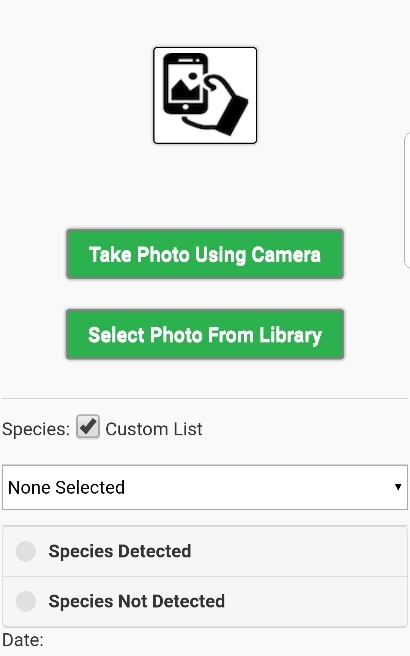 Take Photo Using Camera
Select Photo From Library
Species: Custom List
None Selected
Species Detected
Species Not Detected
Date: